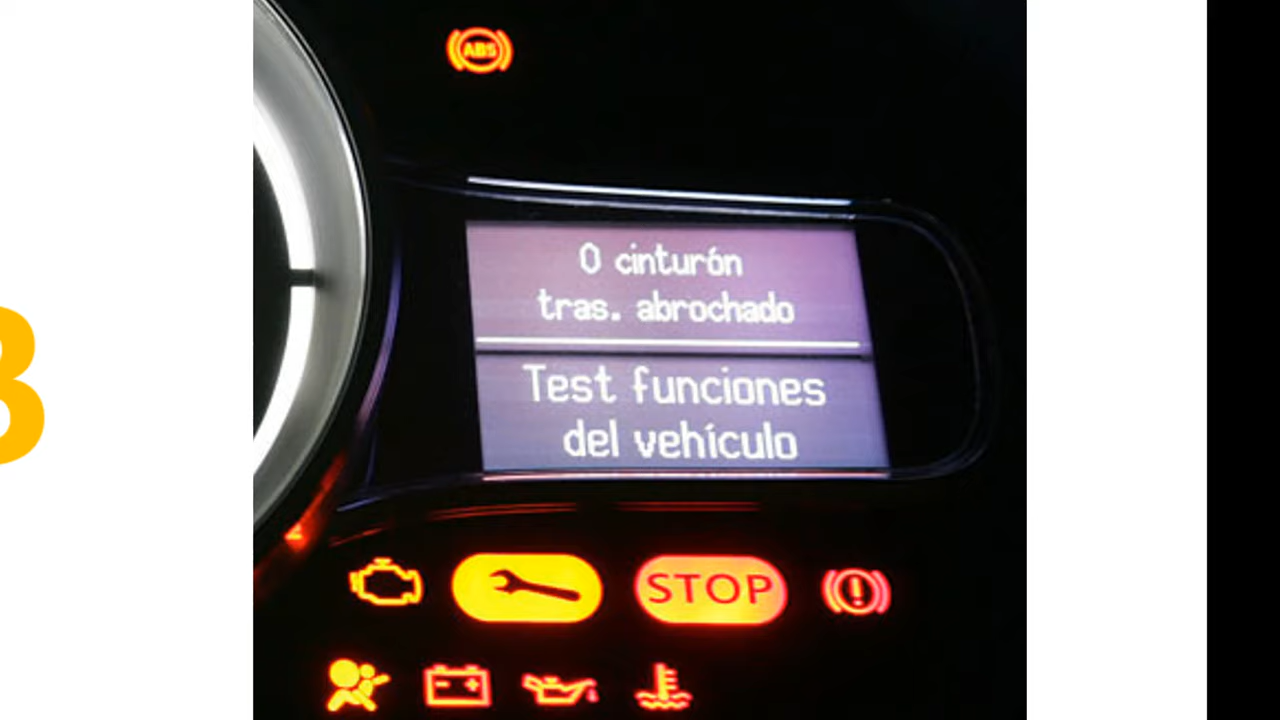 ABS
0 cinturón
tras. abrochado
Test funciones
del vehículo
STOP